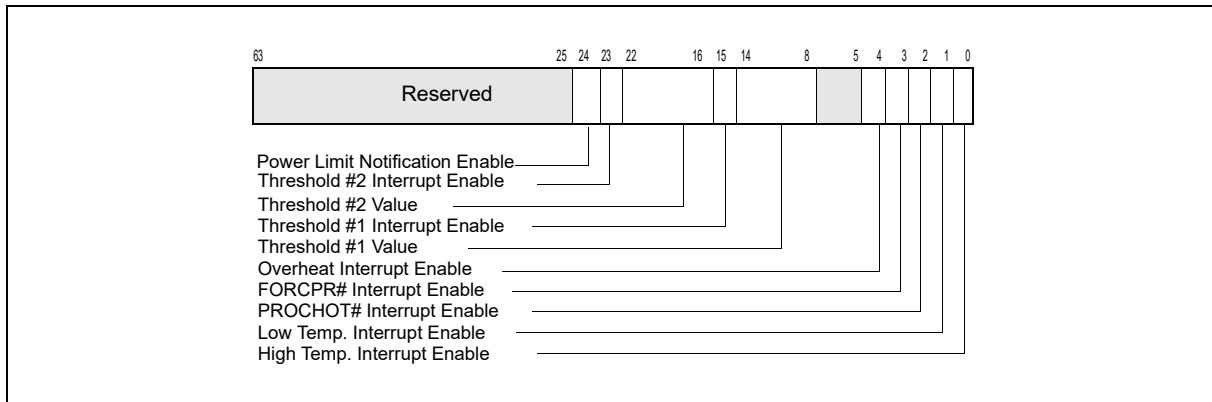 63 25 24 23 22 16 15 14 8 5 4 3 2 1 0
Reserved
Power Limit Notification Enable
Threshold #2 Interrupt Enable
Threshold #2 Value
Threshold #1 Interrupt Enable
Threshold #1 Value
Overheat Interrupt Enable
FORCPR# Interrupt Enable
PROCHOT# Interrupt Enable
Low Temp. Interrupt Enable
High Temp. Interrupt Enable